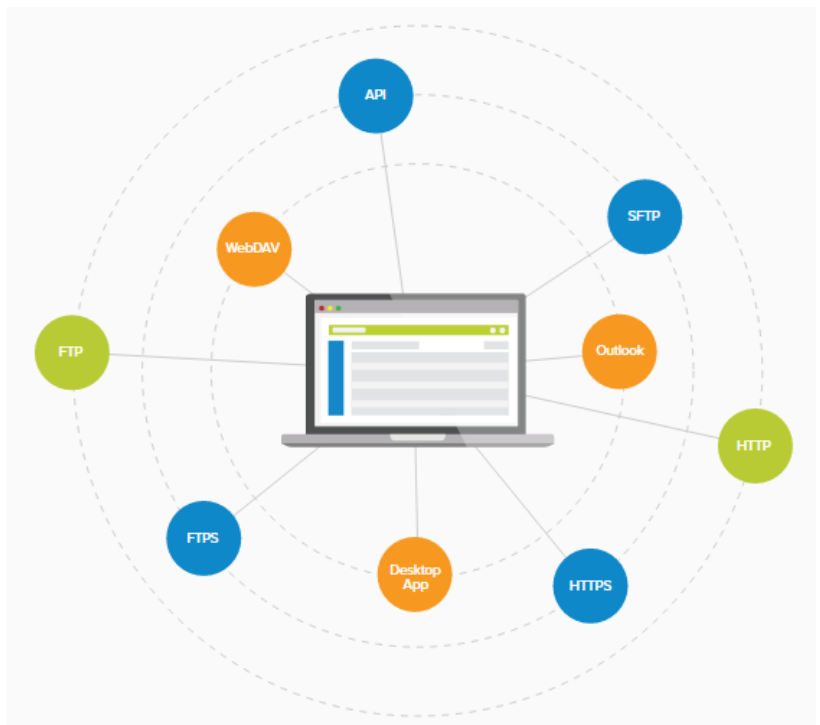 API
SFTP
WebDAV
FTP
Outlook
HTTP
FTPS
Desktop
App
HTTPS